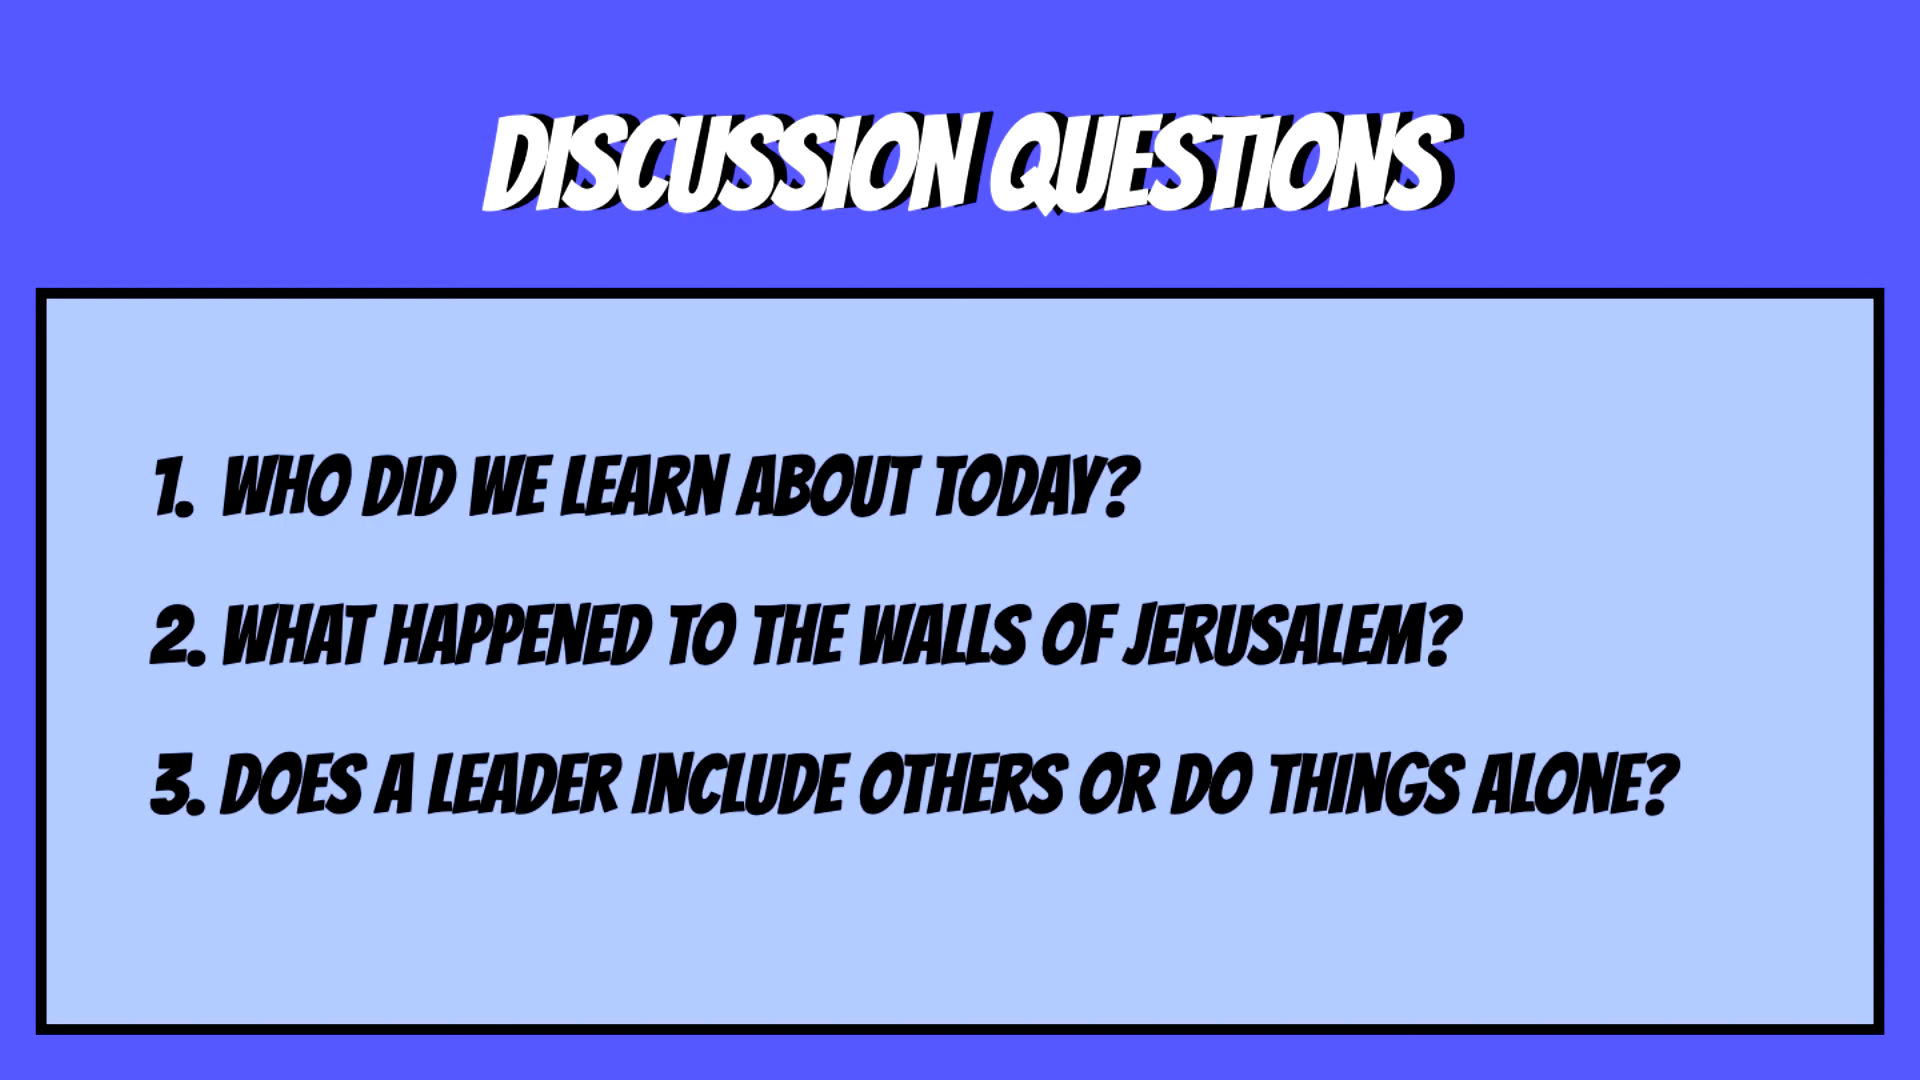 DISCUSSION QUESTIONS
1. WHO DID WE LEARN ABOUT TODAY?
2. WHAT HAPPENED TO THE WALLS OF JERUSALEM?
3. DOES A LEADER INCLUDE OTHERS OR DO THINGS ALONE?